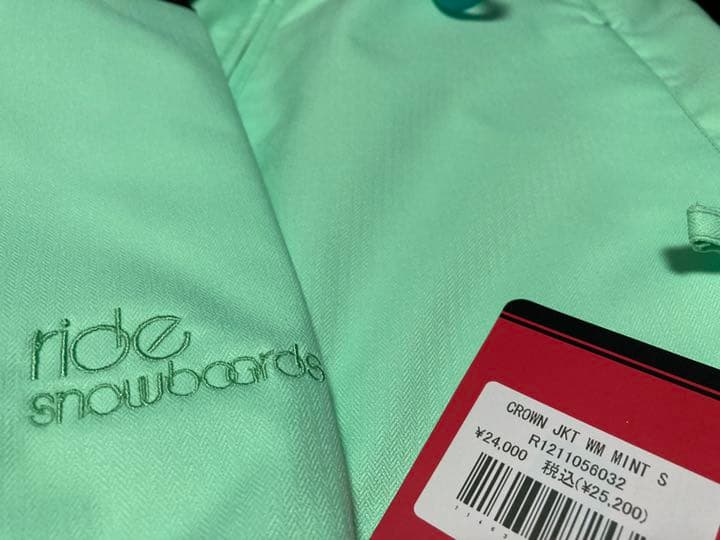 ride
snowboards
CROWN JKT WM MINT S
R1211056032
¥24,000 税込(¥25,200)